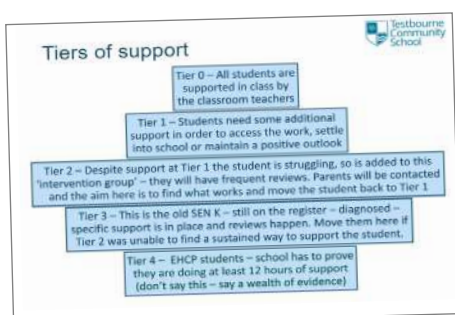 Testbourne
Community
School
Tiers of support
Tier 0 – All students are
supported in class by
the classroom teachers
Tier 1 – Students need some additional
support in order to access the work, settle
into school or maintain a positive outlook
Tier 2 – Despite support at Tier 1 the student is struggling, so is added to this
'intervention group' – they will have frequent reviews. Parents will be contacted
and the aim here is to find what works and move the student back to Tier 1
Tier 3 – This is the old SEN K – still on the register – diagnosed –
specific support is in place and reviews happen. Move them here if
Tier 2 was unable to find a sustained way to support the student.
Tier 4 – EHCP students – school has to prove
they are doing at least 12 hours of support
(don't say this – say a wealth of evidence)